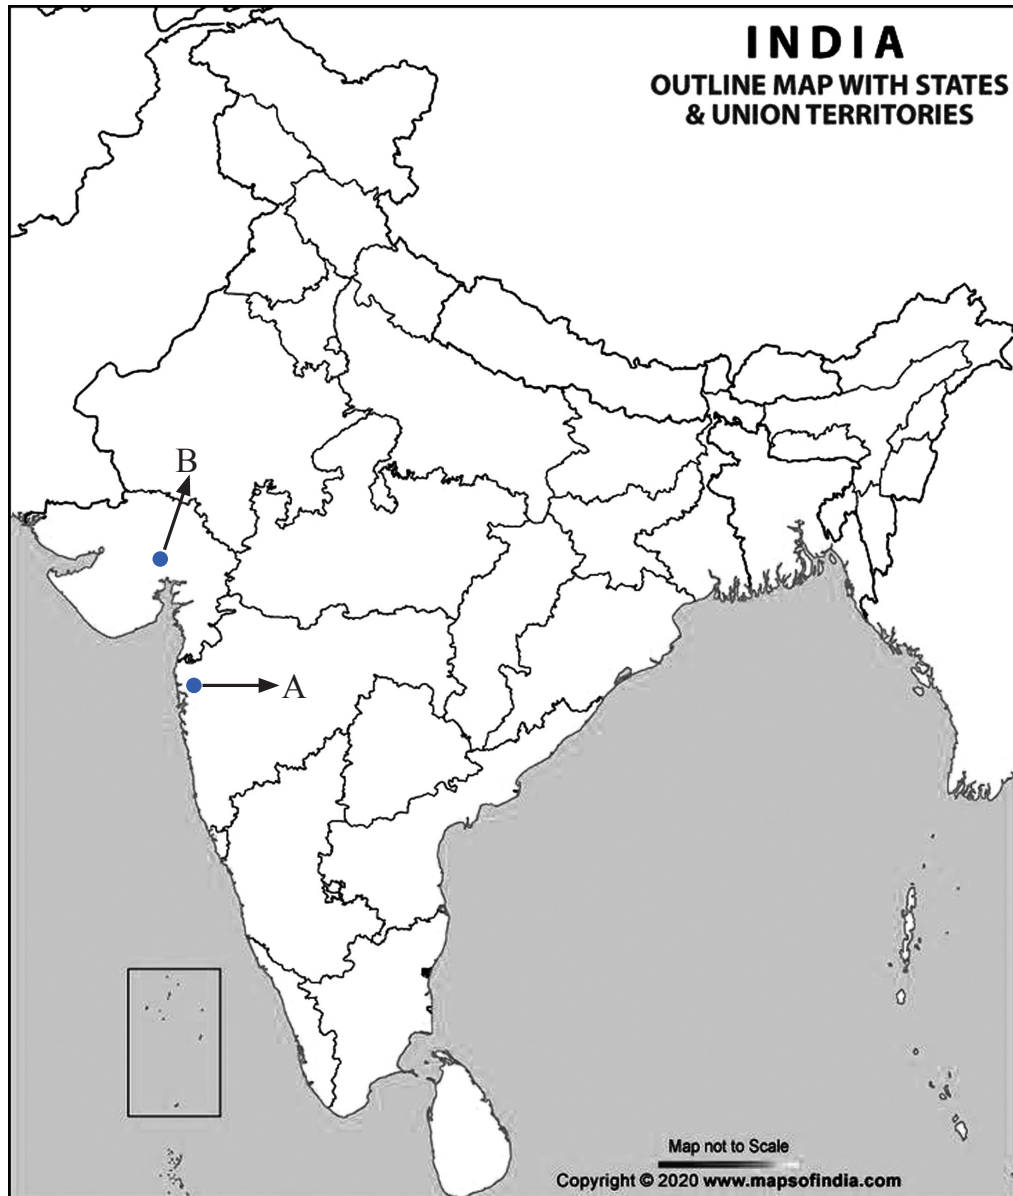 INDIA
OUTLINE MAP WITH STATES
& UNION TERRITORIES
B
A
Map not to Scale
Copyright © 2020 www.mapsofindia.com